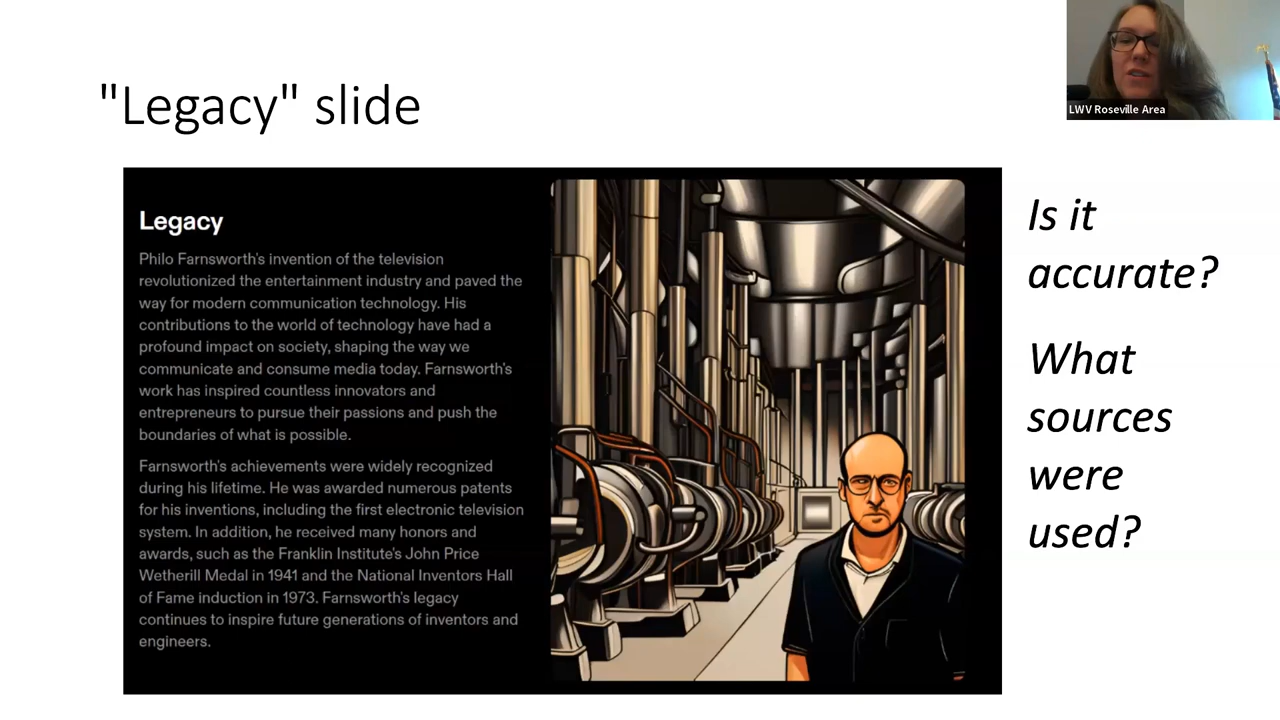 "Legacy" slide
LWV Roseville Area
Legacy
Philo Farnsworth's invention of the television
revolutionized the entertainment industry and paved the
way for modern communication technology. His
contributions to the world of technology have had a
profound impact on society, shaping the way we
communicate and consume media today. Farnsworth's
work has inspired countless innovators and
entrepreneurs to pursue their passions and push the
boundaries of what is possible.
Farnsworth's achievements were widely recognized
during his lifetime. He was awarded numerous patents
for his inventions, including the first electronic television
system. In addition, he received many honors and
awards, such as the Franklin Institute's John Price
Wetherill Medal in 1941 and the National Inventors Hall
of Fame induction in 1973. Farnsworth's legacy
continues to inspire future generations of inventors and
engineers.
Is it
accurate?
What
sources
were
used?